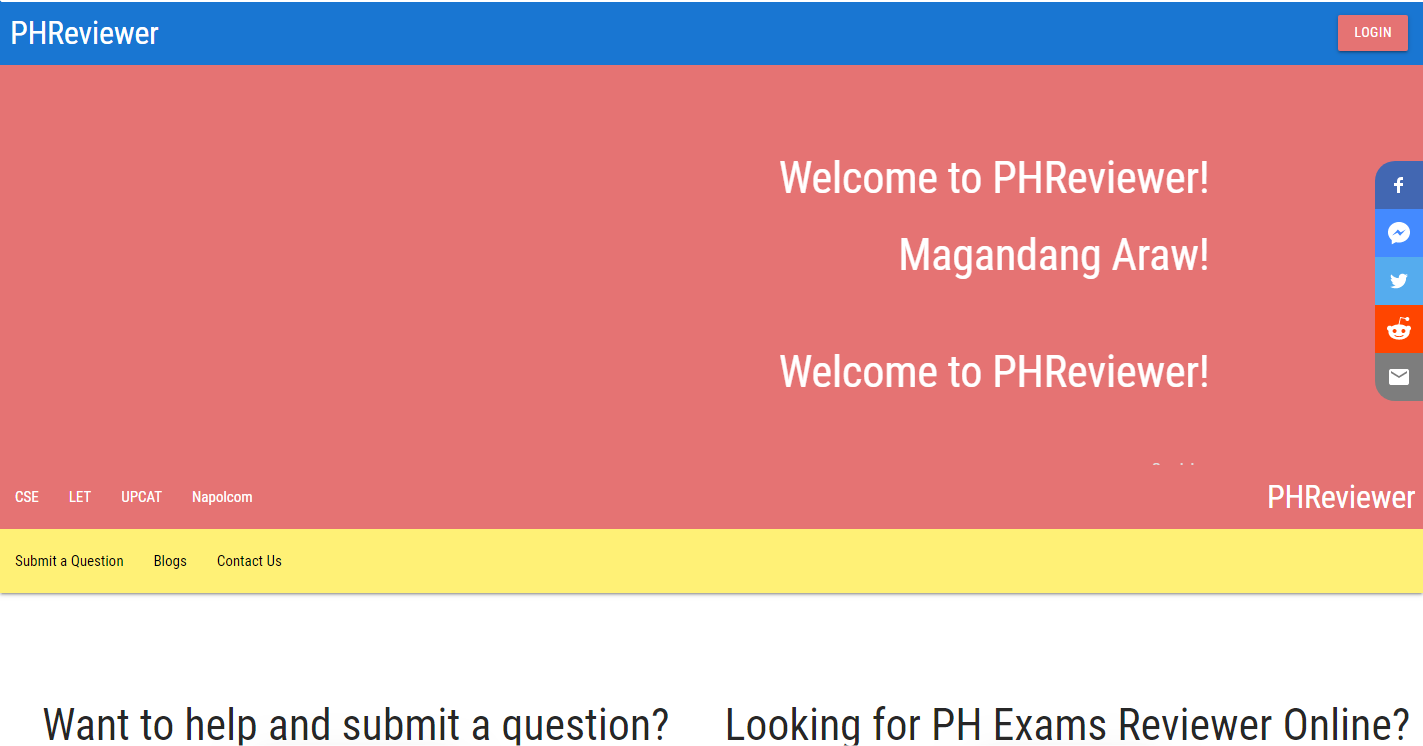 PHReviewer
LOGIN
Welcome to PHReviewer!
Magandang Araw!
Welcome to PHReviewer!
CSE LET UPCAT Napolcom PHReviewer
Submit a Question Blogs Contact Us
Want to help and submit a question?
Looking for PH Exams Reviewer Online?